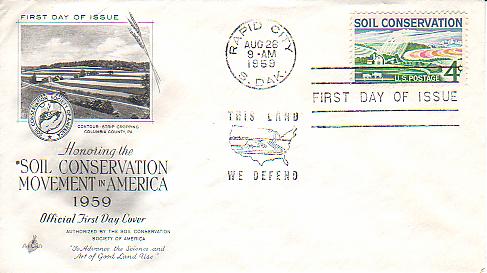 FIRST DAY OF ISSUE
CONTOUR-STRIP CROPPING
COLUMBIA COUNTY, PA.
Honoring the
SOIL CONSERVATION
MOVEMENT IN AMERICA
1959
Official First Day Cover
AUTHORIZED BY THE SOIL CONSERVATION
SOCIETY OF AMERICA
"To Advance the Science and
Art of Good Land Use"
ArtCraft
RAPID CITY
AUG 26
9-AM
1959
S. DAK.
THIS LAND
WE DEFEND
SOIL CONSERVATION
U.S. POSTAGE 4¢
FIRST DAY OF ISSUE